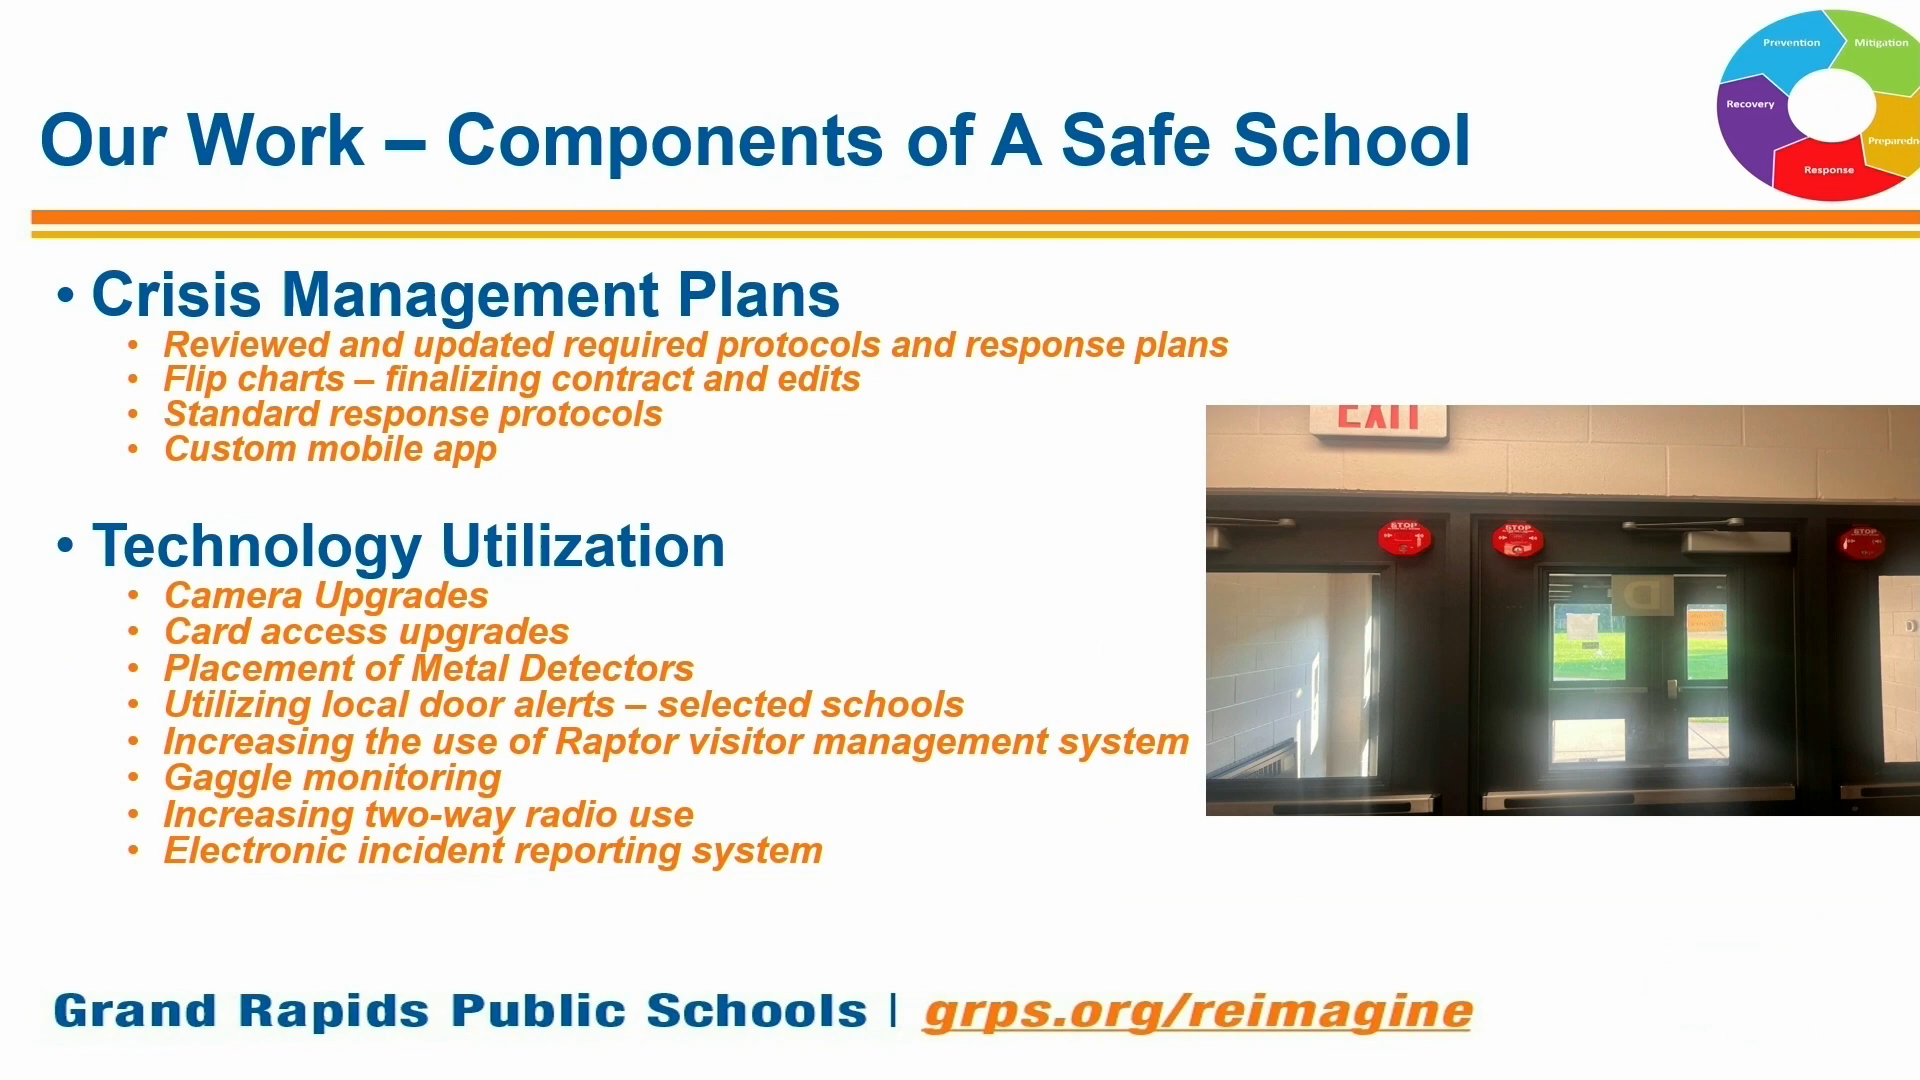 Prevention
Mitigation
Recovery
Response
Our Work – Components of A Safe School
• Crisis Management Plans
• Reviewed and updated required protocols and response plans
• Flip charts – finalizing contract and edits
• Standard response protocols
• Custom mobile app
• Technology Utilization
• Camera Upgrades
• Card access upgrades
• Placement of Metal Detectors
• Utilizing local door alerts – selected schools
• Increasing the use of Raptor visitor management system
• Gaggle monitoring
• Increasing two-way radio use
• Electronic incident reporting system
EXIT
STOP
STOP
STOP
D
Grand Rapids Public Schools | grps.org/reimagine